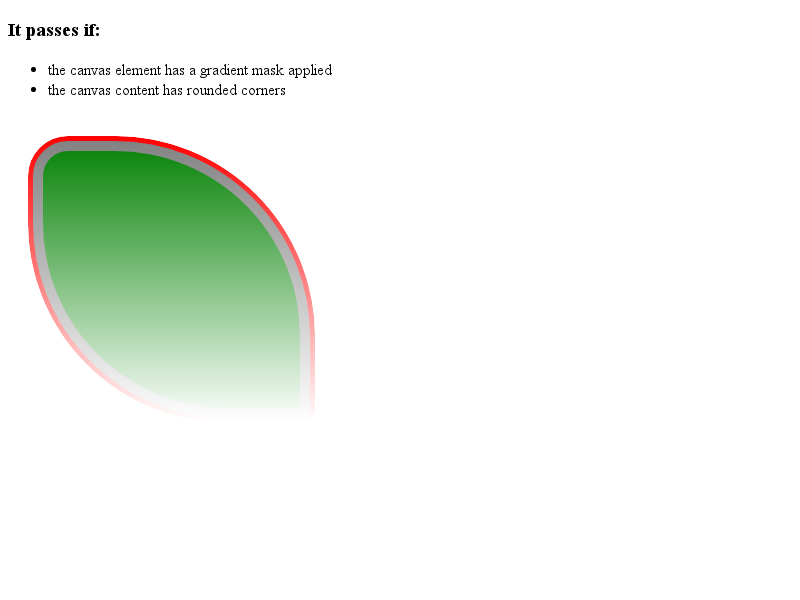 It passes if:
the canvas element has a gradient mask applied
the canvas content has rounded corners